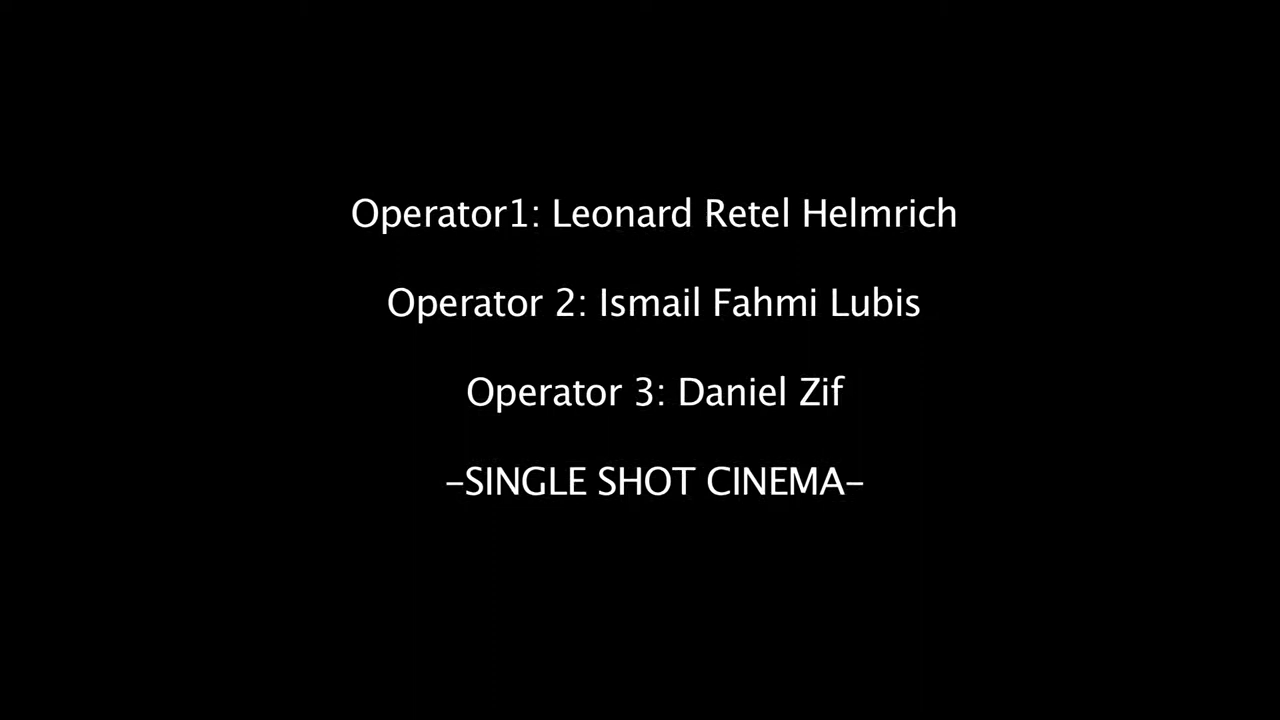 Operator1: Leonard Retel Helmrich
Operator 2: Ismail Fahmi Lubis
Operator 3: Daniel Zif
–SINGLE SHOT CINEMA–